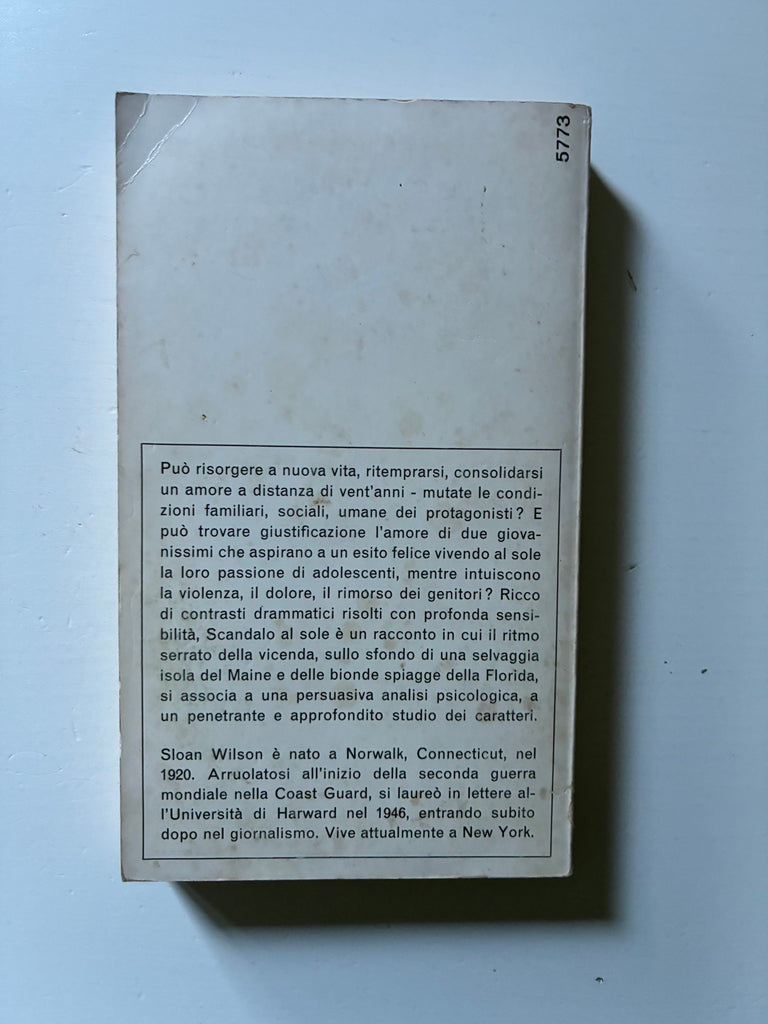 5773
Può risorgere a nuova vita, ritemprarsi, consolidarsi
un amore a distanza di vent'anni - mutate le condi-
zioni familiari, sociali, umane dei protagonisti? E
può trovare giustificazione l'amore di due giova-
nissimi che aspirano a un esito felice vivendo al sole
la loro passione di adolescenti, mentre intuiscono
la violenza, il dolore, il rimorso dei genitori? Ricco
di contrasti drammatici risolti con profonda sensi-
bilità, Scandalo al sole è un racconto in cui il ritmo
serrato della vicenda, sullo sfondo di una selvaggia
isola del Maine e delle bionde spiagge della Florida,
si associa a una persuasiva analisi psicologica, a
un penetrante e approfondito studio dei caratteri.
Sloan Wilson è nato a Norwalk, Connecticut, nel
1920. Arruolatosi all'inizio della seconda guerra
mondiale nella Coast Guard, si laureò in lettere al-
l'Università di Harward nel 1946, entrando subito
dopo nel giornalismo. Vive attualmente a New York.